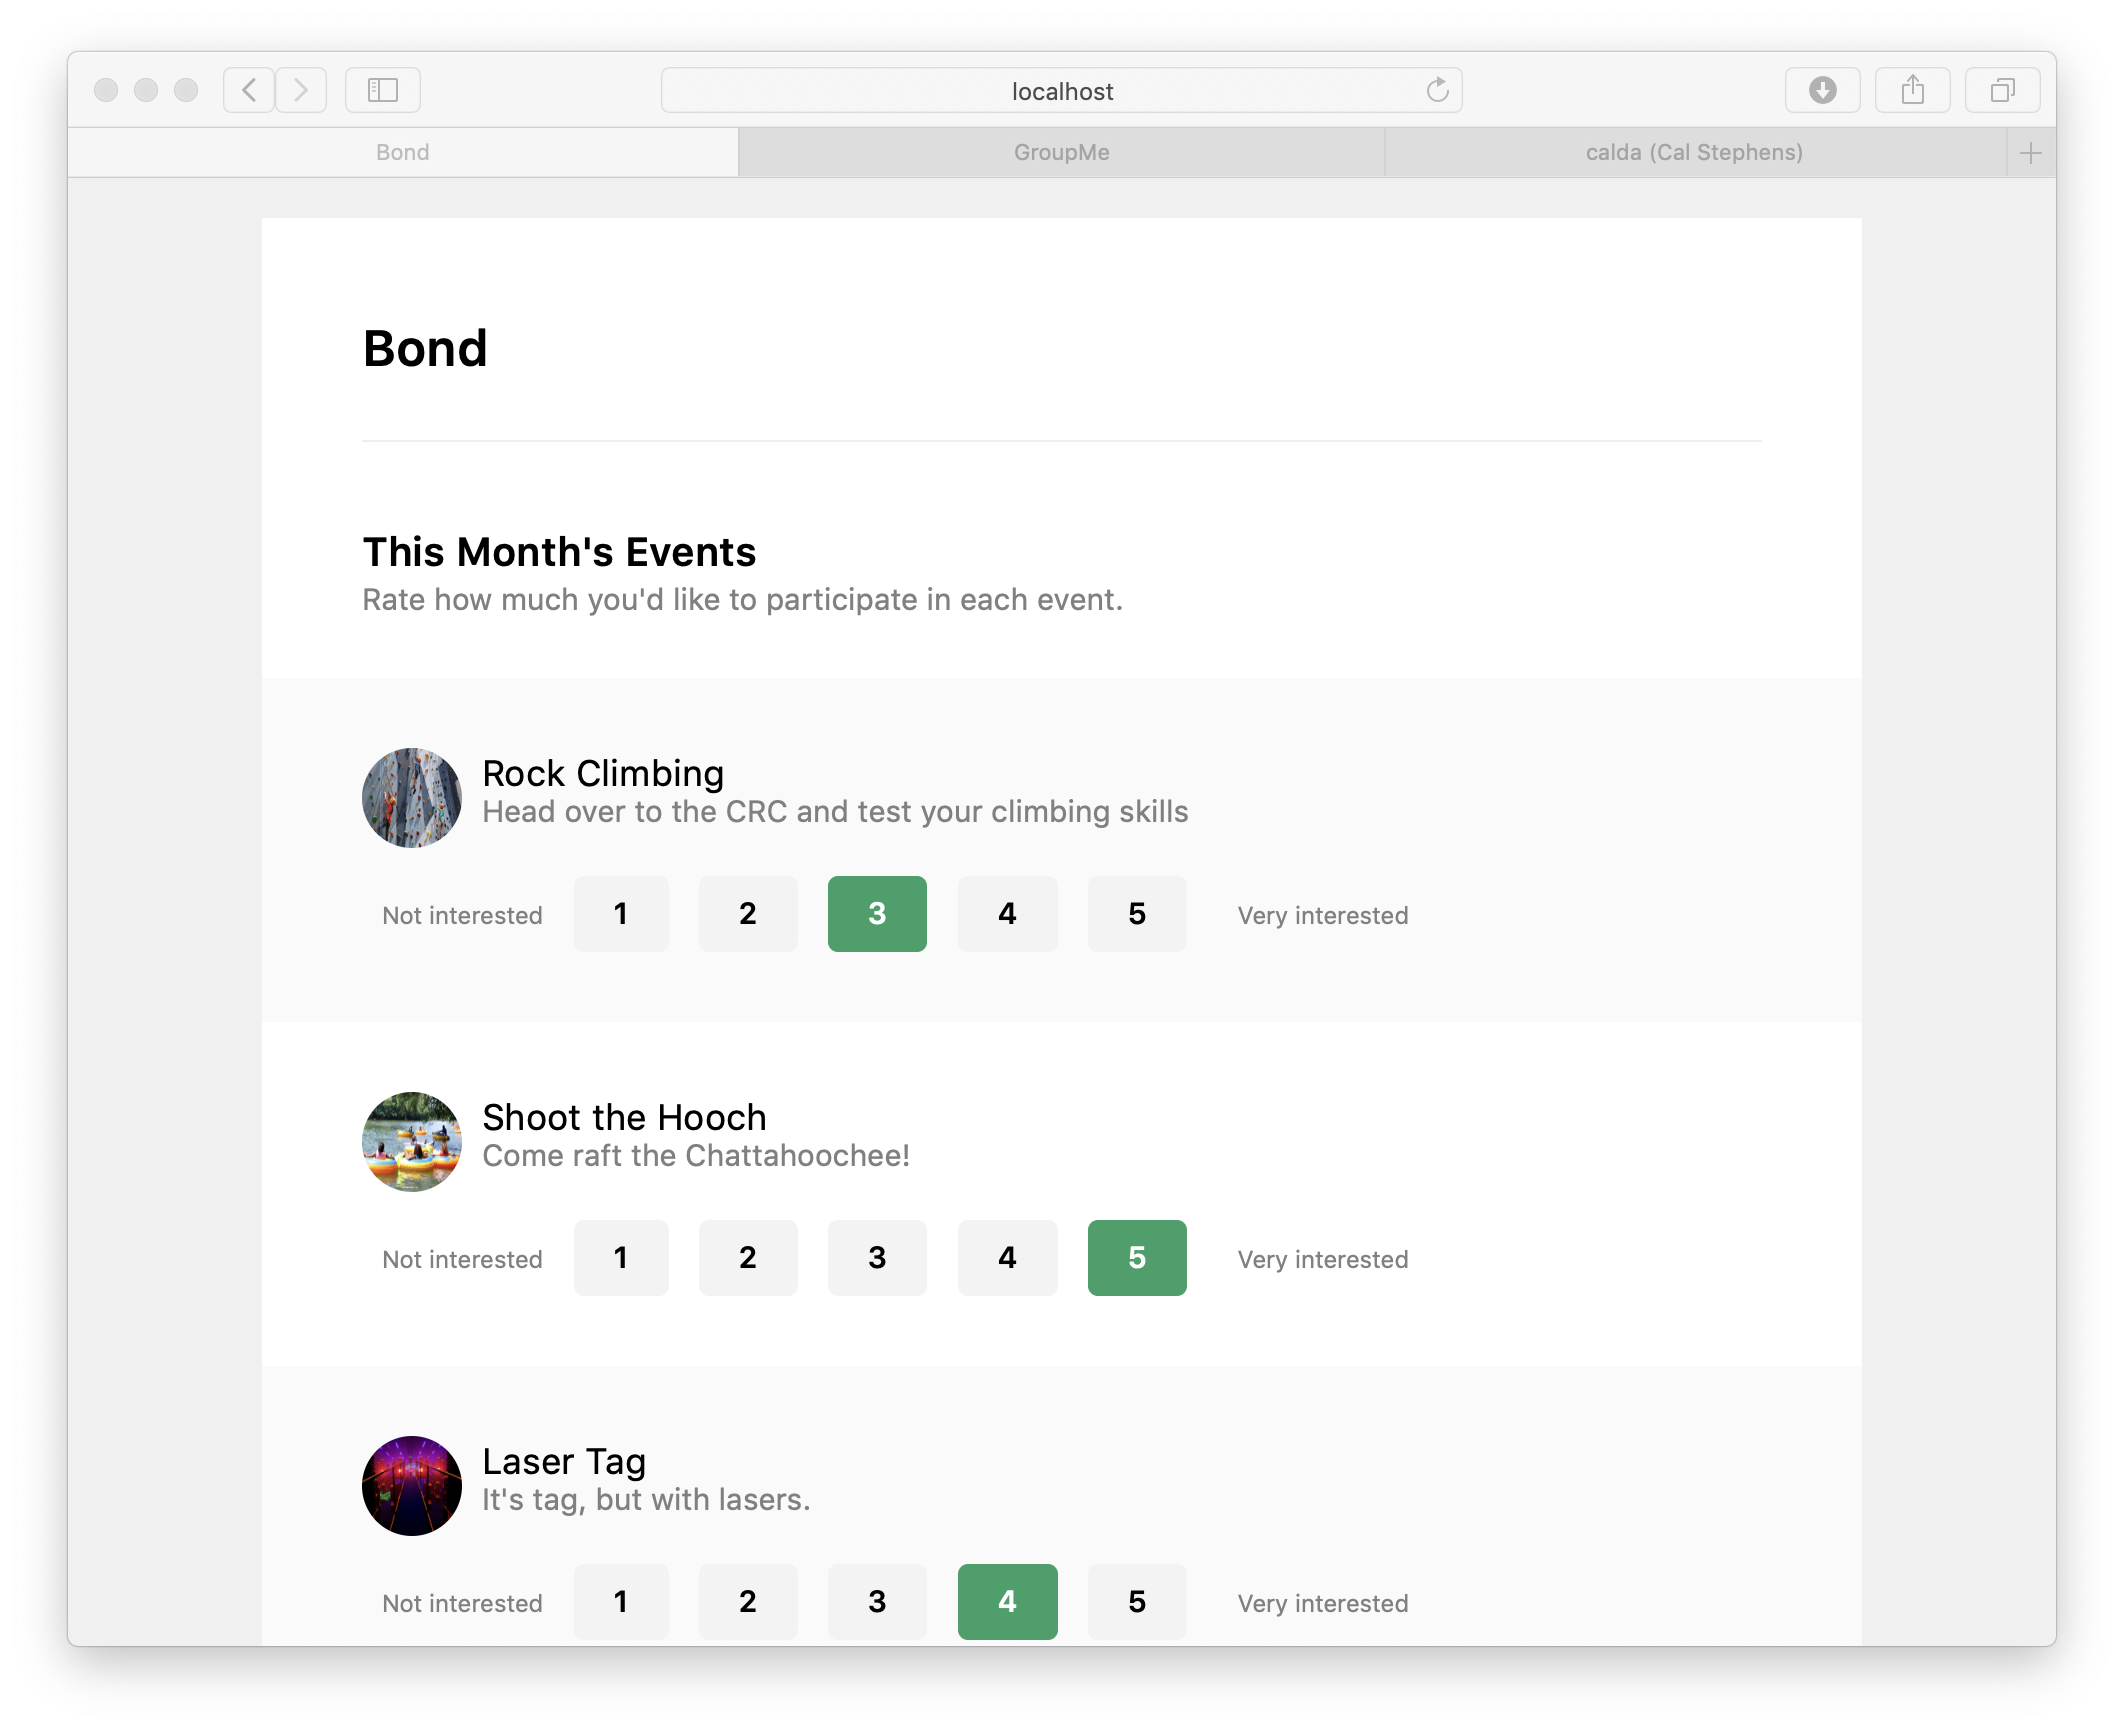 localhost
Bond
GroupMe
calda (Cal Stephens)
Bond
This Month's Events
Rate how much you'd like to participate in each event.
Rock Climbing
Head over to the CRC and test your climbing skills
Not interested 1 2 3 4 5 Very interested
Shoot the Hooch
Come raft the Chattahoochee!
Not interested 1 2 3 4 5 Very interested
Laser Tag
It's tag, but with lasers.
Not interested 1 2 3 4 5 Very interested